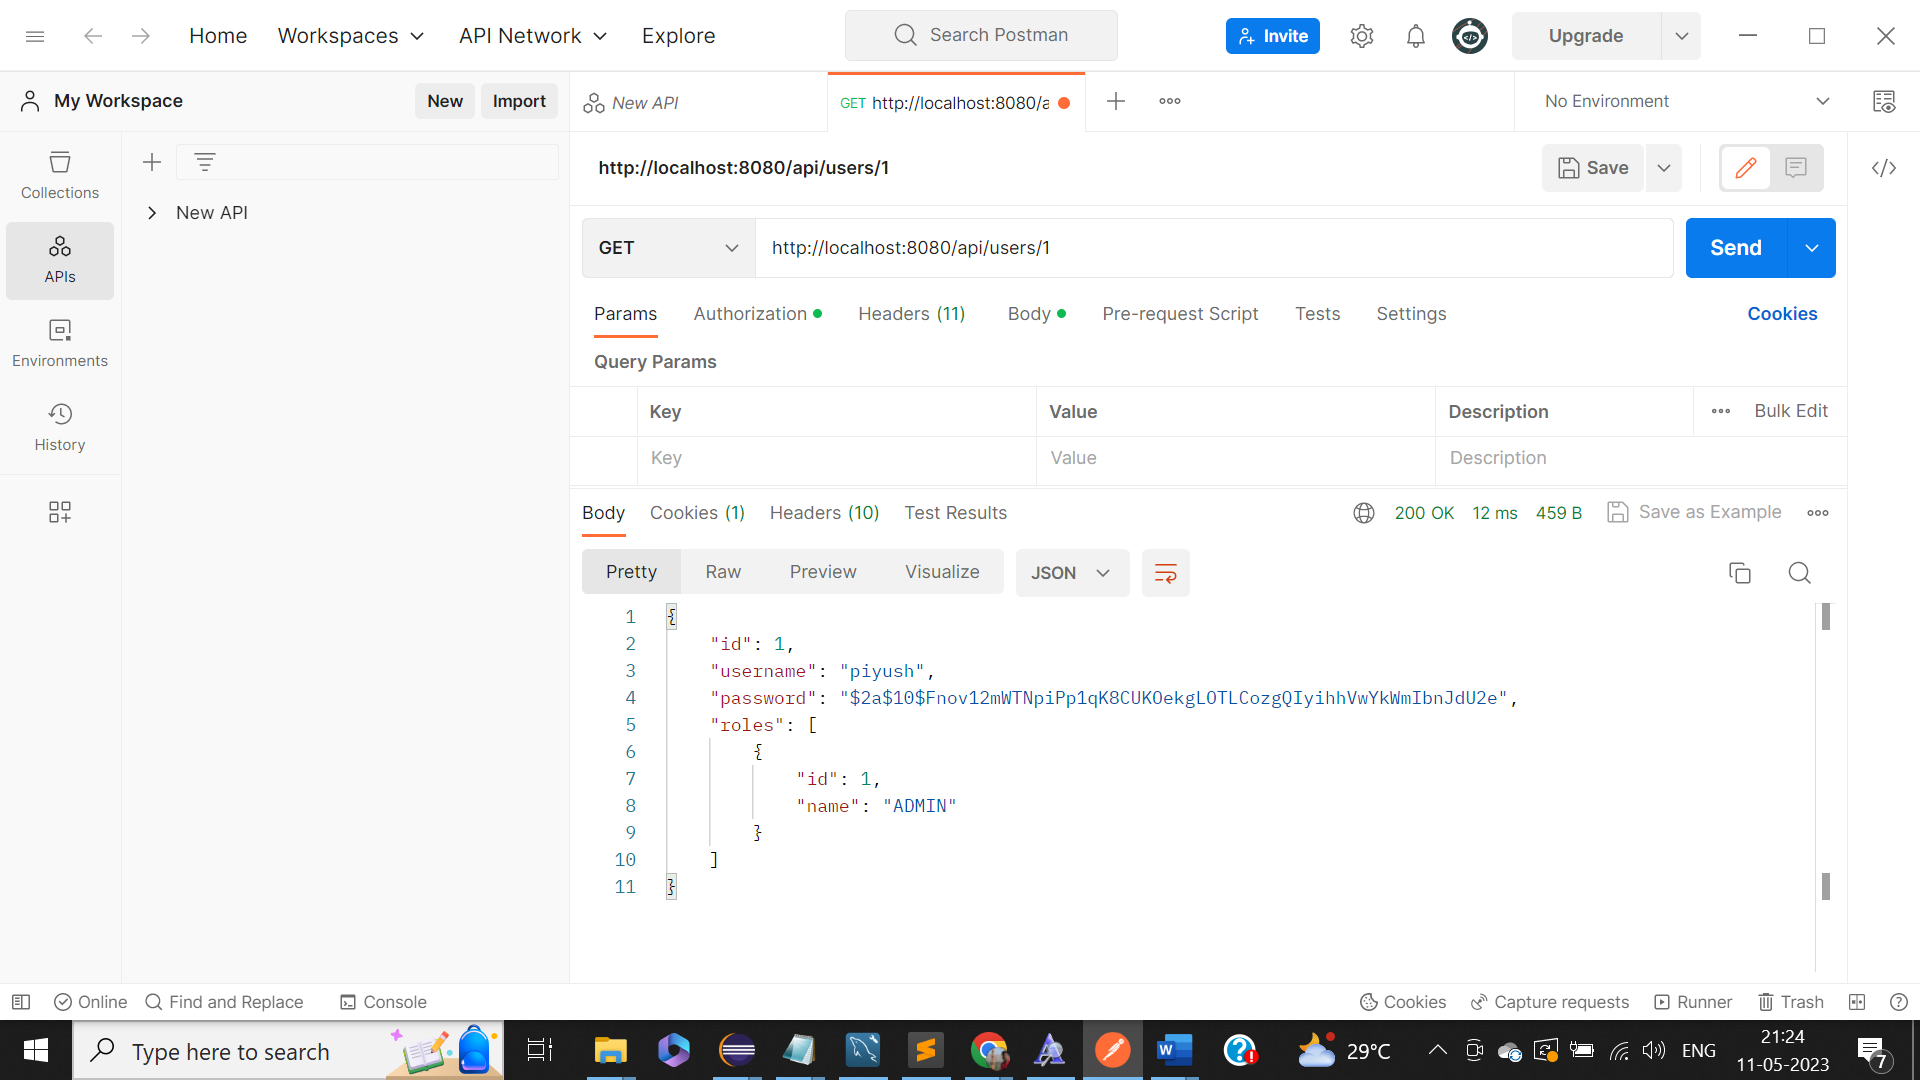 Home Workspaces API Network Explore Search Postman Invite Upgrade
My Workspace New Import New API GET http://localhost:8080/a No Environment
http://localhost:8080/api/users/1 Save
Collections
New API
GET http://localhost:8080/api/users/1 Send
APIs
Params Authorization Headers (11) Body Pre-request Script Tests Settings Cookies
Environments
Query Params
Key Value Description Bulk Edit
History
Key Value Description
Body Cookies (1) Headers (10) Test Results 200 OK 12 ms 459 B Save as Example
Pretty Raw Preview Visualize JSON
1 {
2 "id": 1,
3 "username": "piyush",
4 "password": "$2a$10$Fnov12mWTNpiPp1qK8CUKOekgLOTLCozgQIyihhVwYkWmIbnJdU2e",
5 "roles": [
6 {
7 "id": 1,
8 "name": "ADMIN"
9 }
10 ]
11 }
Online Find and Replace Console Cookies Capture requests Runner Trash
Type here to search 29°C ENG 21:24
11-05-2023 7